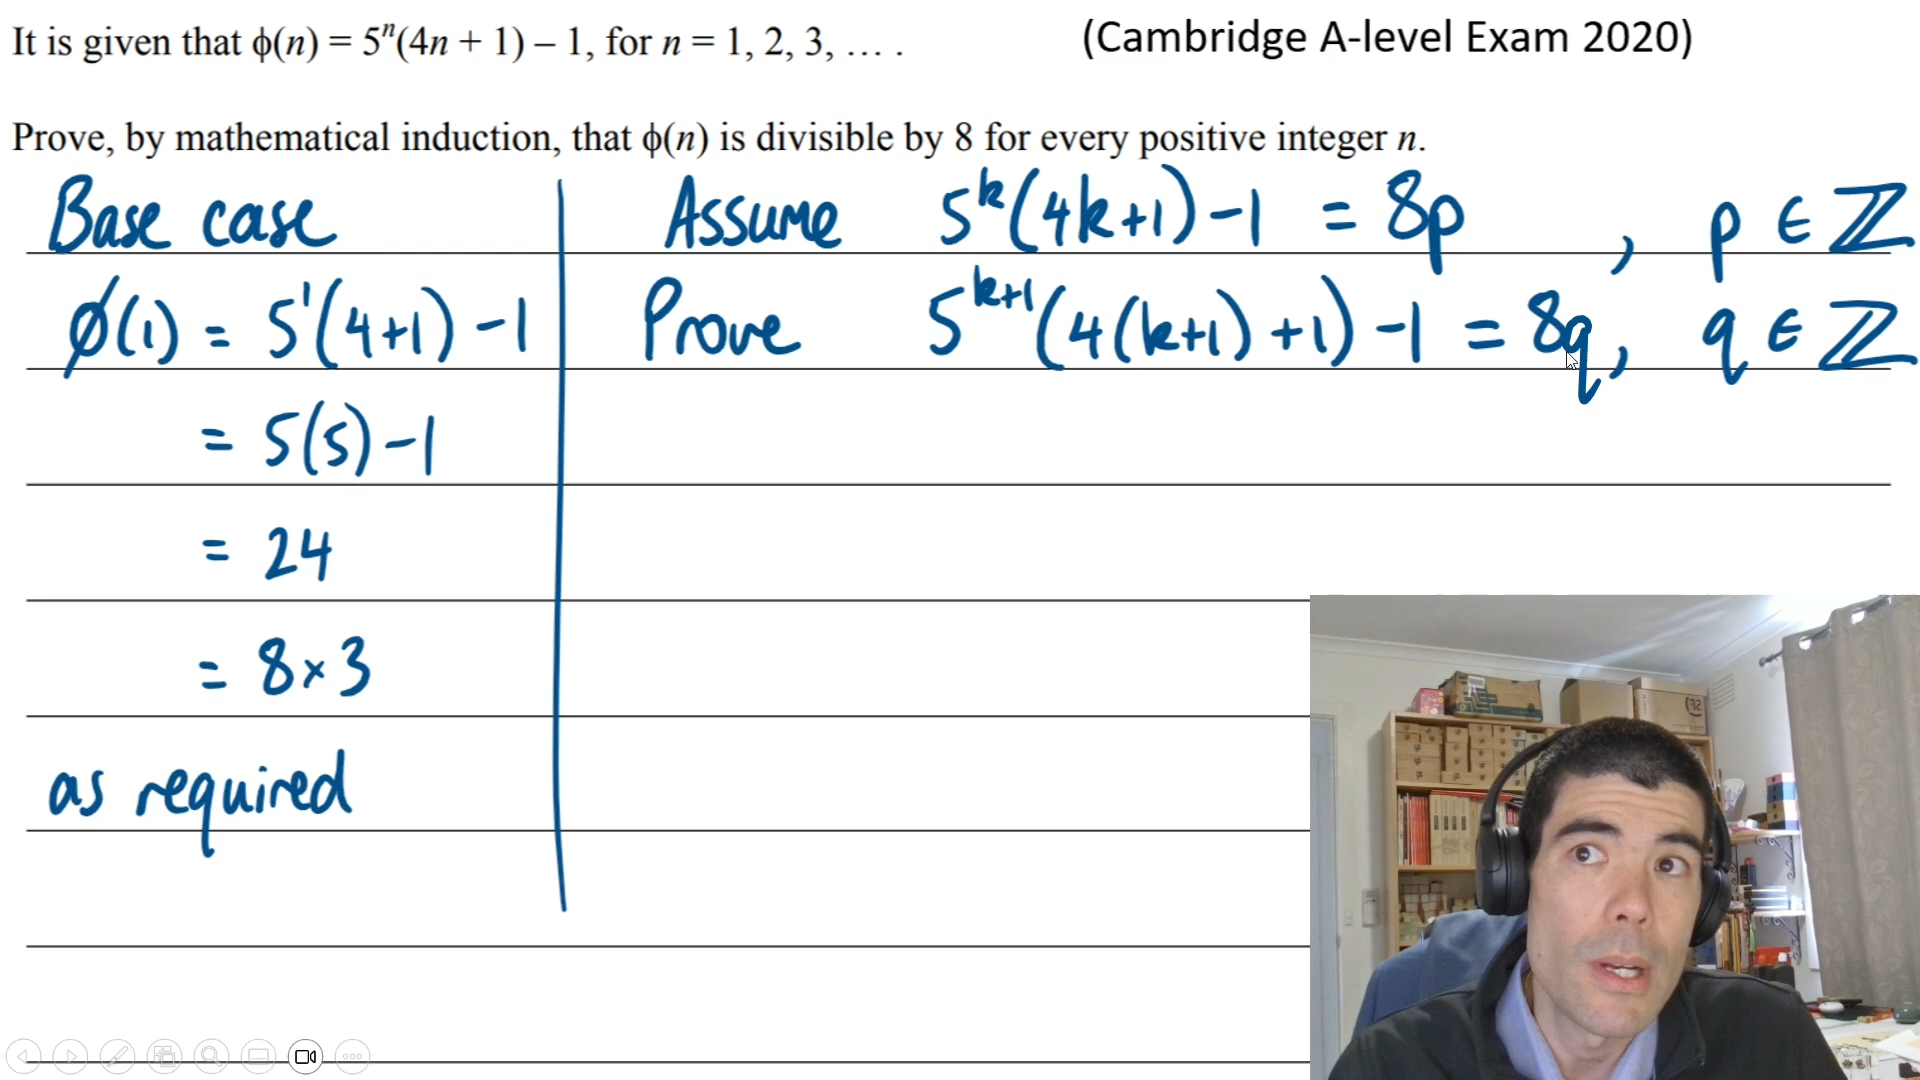 It is given that ϕ(n) = 5ⁿ(4n + 1) – 1, for n = 1, 2, 3, … .
(Cambridge A-level Exam 2020)
Prove, by mathematical induction, that ϕ(n) is divisible by 8 for every positive integer n.
Base case
ϕ(1) = 5¹(4+1) -1
= 5(5) -1
= 24
= 8×3
as required
Assume 5ᵏ(4k+1) -1 = 8p , p ∈ ℤ
Prove 5ᵏ⁺¹(4(k+1) +1) -1 = 8q, q ∈ ℤ